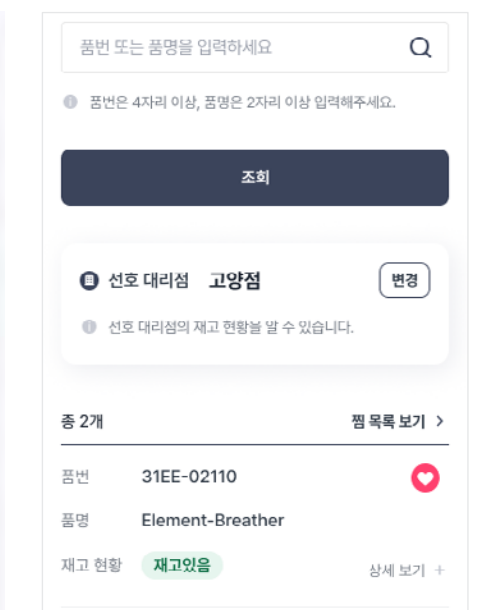 품번 또는 품명을 입력하세요
품번은 4자리 이상, 품명은 2자리 이상 입력해주세요.
조회
선호 대리점 고양점 변경
선호 대리점의 재고 현황을 알 수 있습니다.
총 2개 찜 목록 보기 >
품번 31EE-02110
품명 Element-Breather
재고 현황 재고있음 상세 보기 +